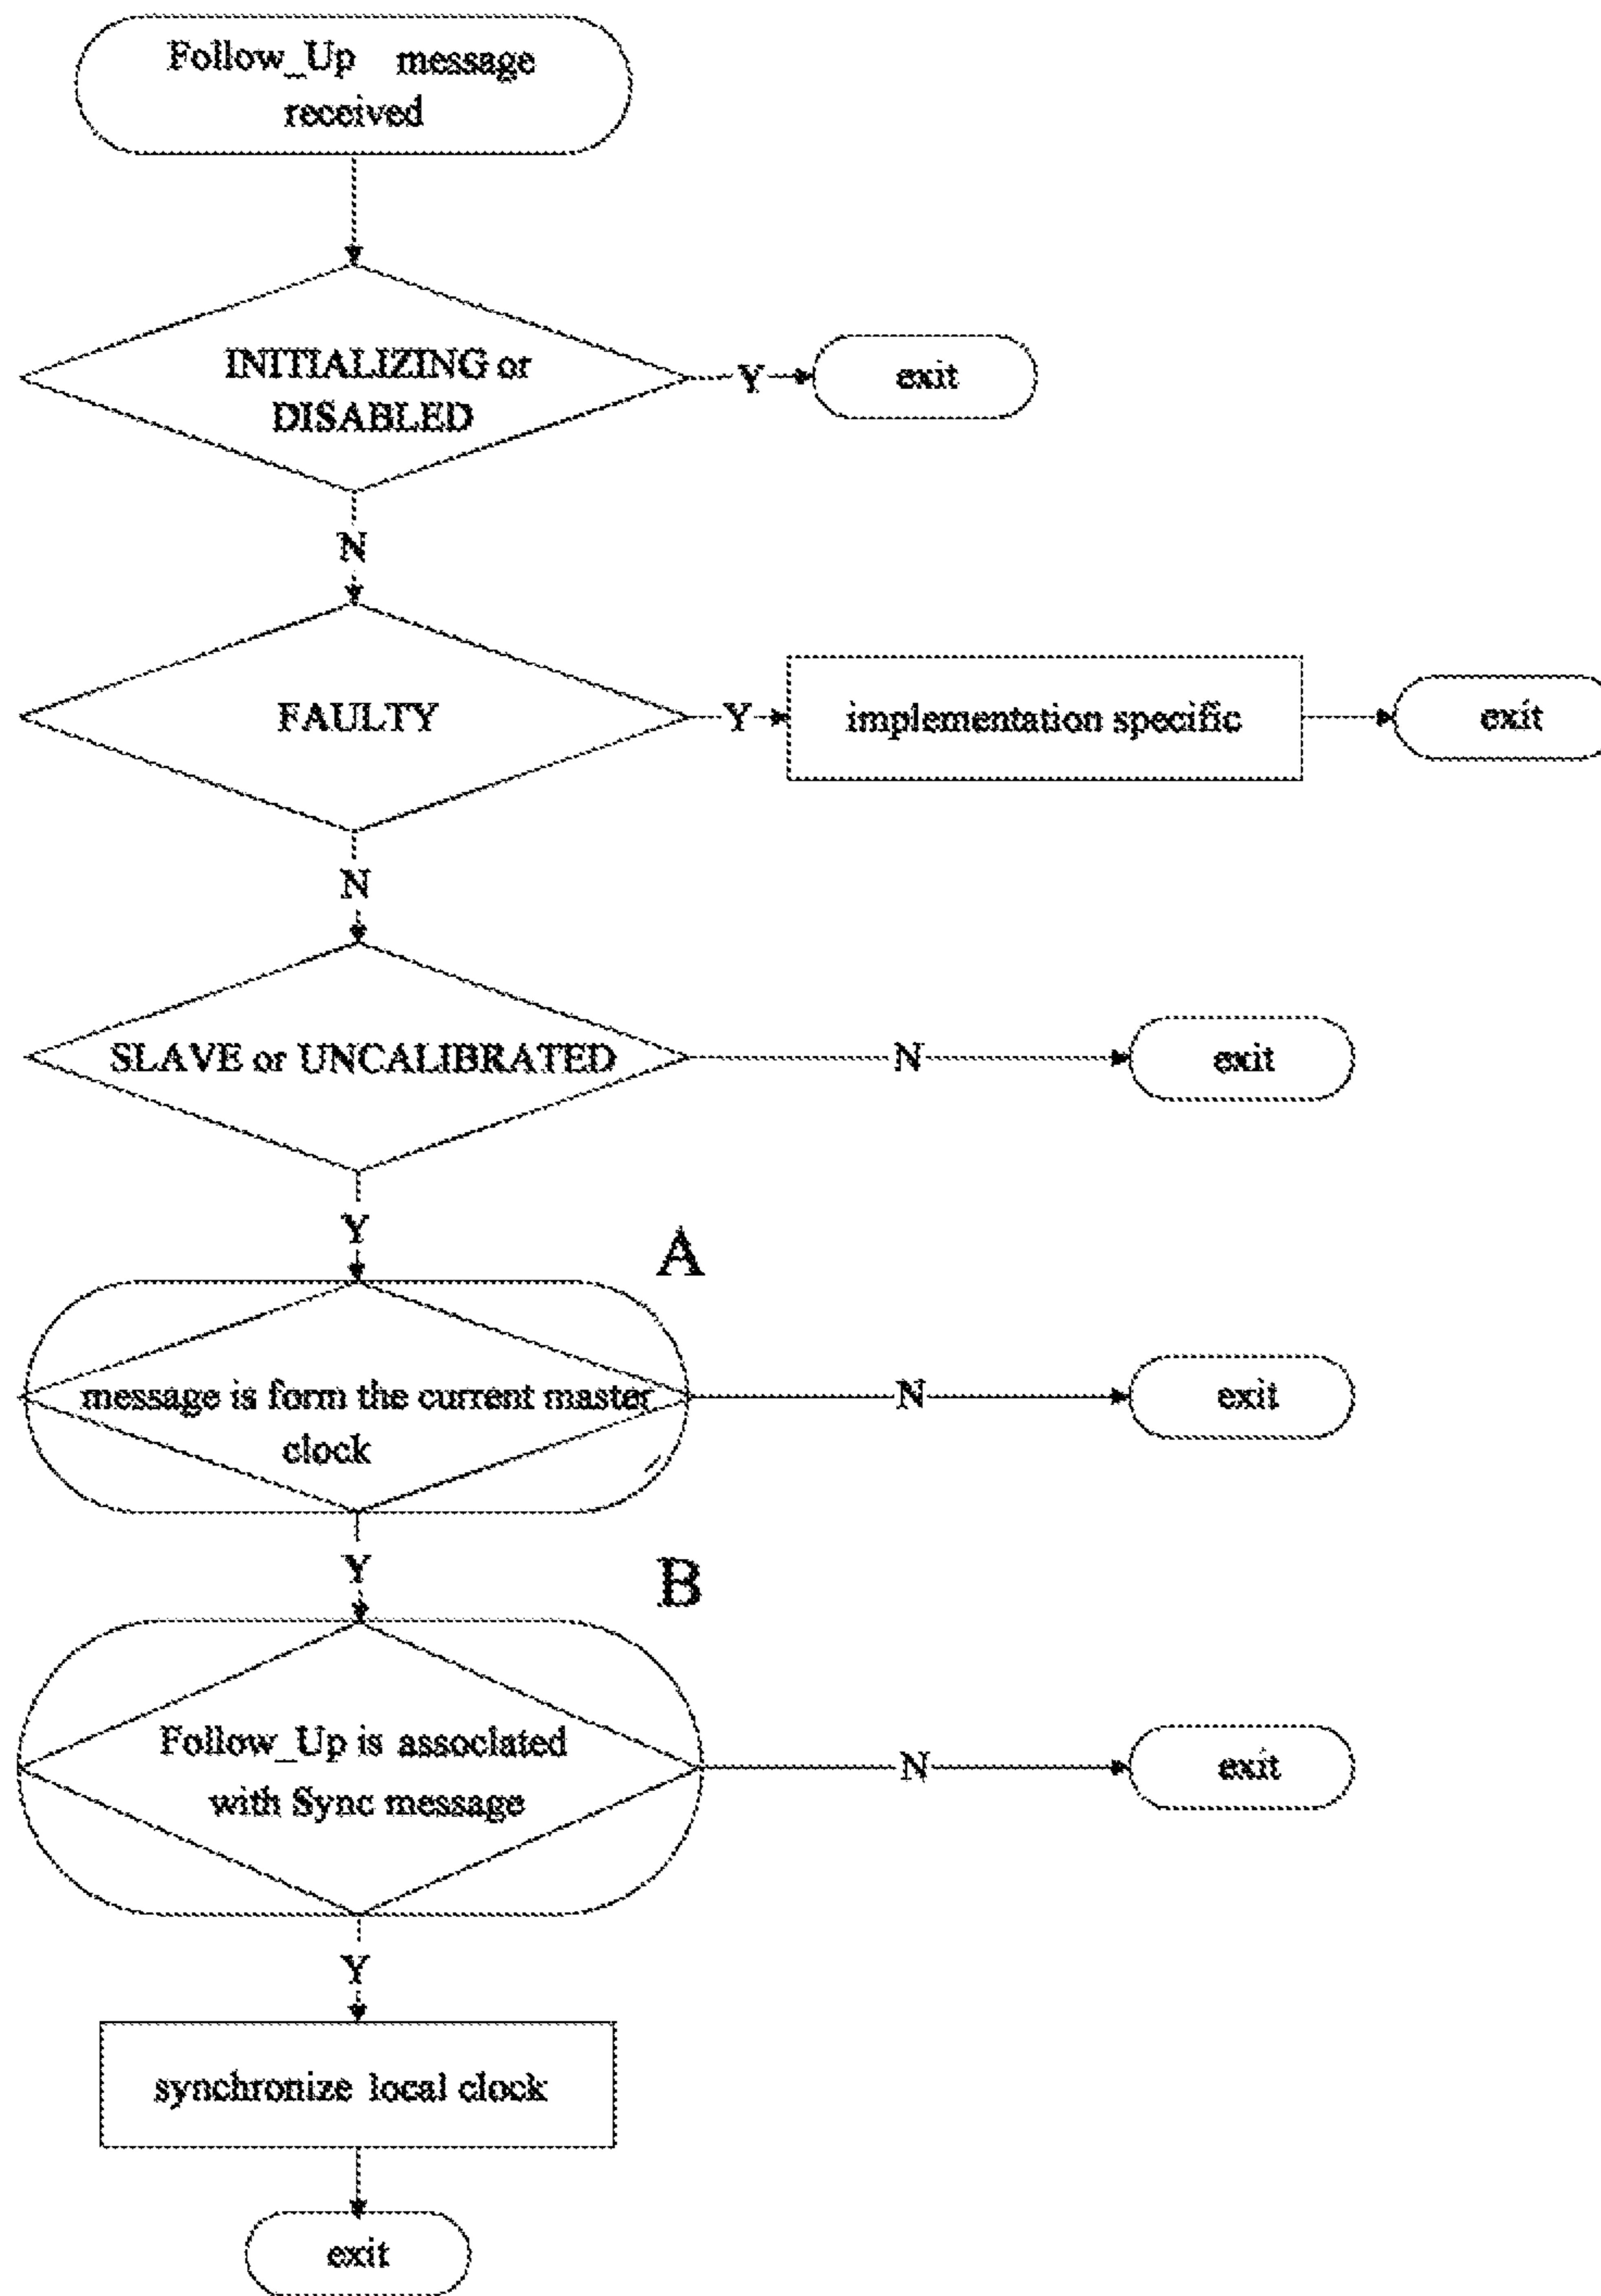 Follow_Up message
received
INITIALIZING or
DISABLED
Y
exit
N
FAULTY
Y
implementation specific
exit
N
SLAVE or UNCALIBRATED
N
exit
Y
A
message is form the current master
clock
N
exit
Y
B
Follow_Up is associated
with Sync message
N
exit
Y
synchronize local clock
exit